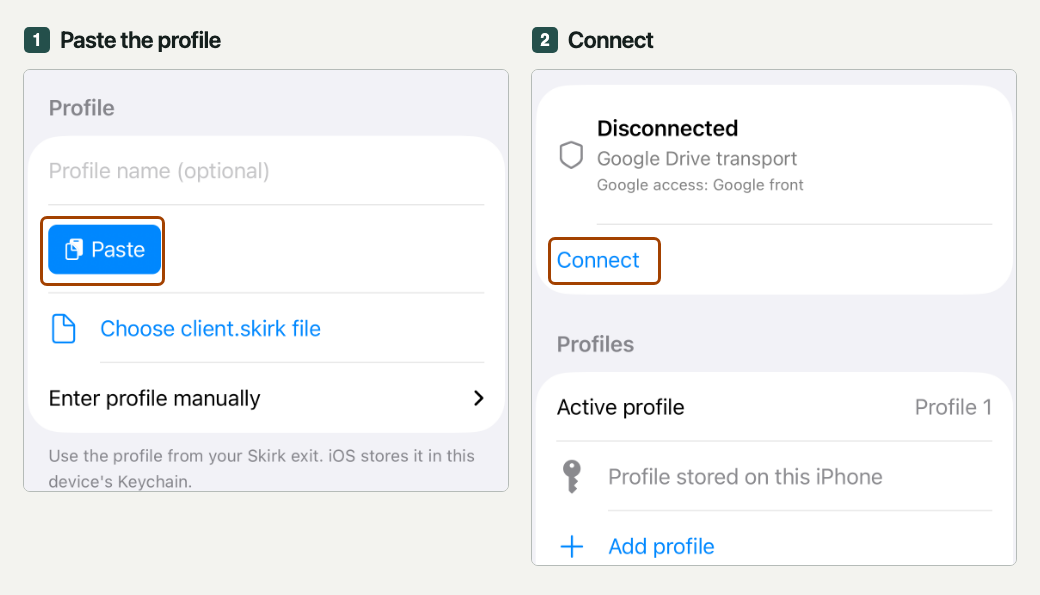 1 Paste the profile
Profile
Profile name (optional)
Paste
Choose client.skirk file
Enter profile manually
Use the profile from your Skirk exit. iOS stores it in this
device's Keychain.
2 Connect
Disconnected
Google Drive transport
Google access: Google front
Connect
Profiles
Active profile Profile 1
Profile stored on this iPhone
Add profile